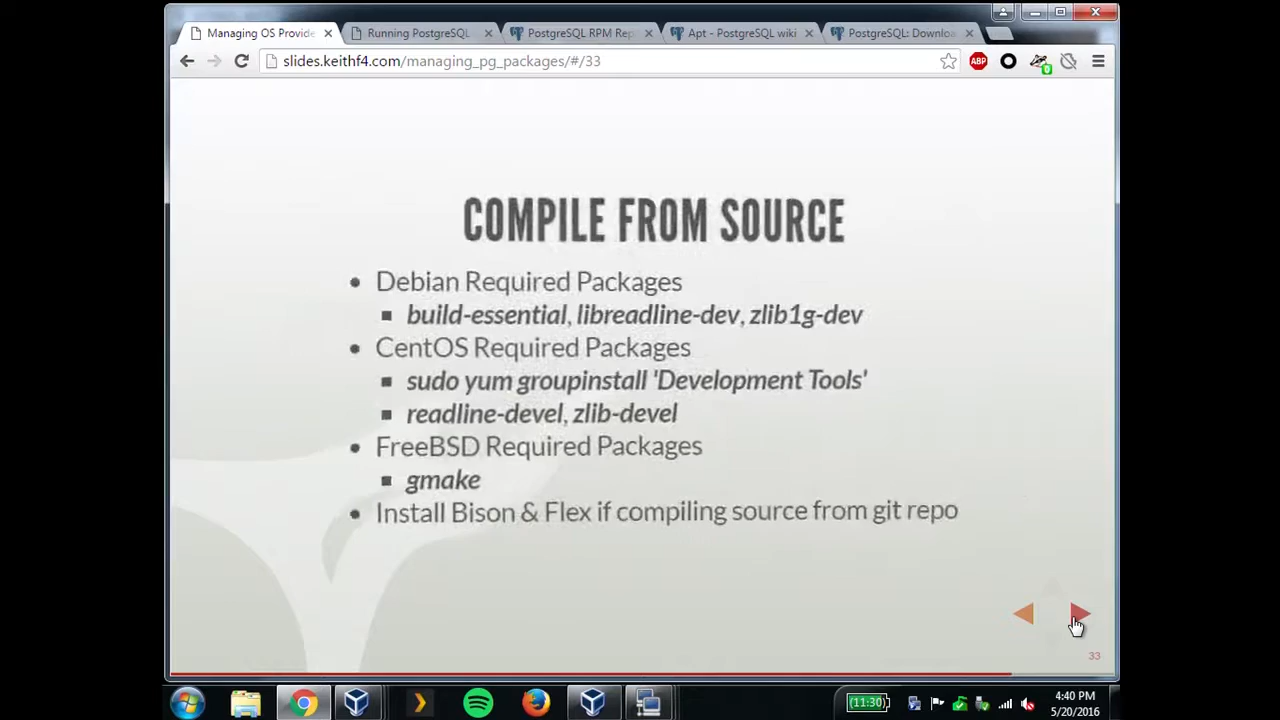 Managing OS Provide
Running PostgreSQL
PostgreSQL RPM Rep
Apt - PostgreSQL wiki
PostgreSQL: Downloa
slides.keithf4.com/managing_pg_packages/#/33
ABP
COMPILE FROM SOURCE
Debian Required Packages
build-essential, libreadline-dev, zlib1g-dev
CentOS Required Packages
sudo yum groupinstall 'Development Tools'
readline-devel, zlib-devel
FreeBSD Required Packages
gmake
Install Bison & Flex if compiling source from git repo
33
(11:30)
4:40 PM
5/20/2016